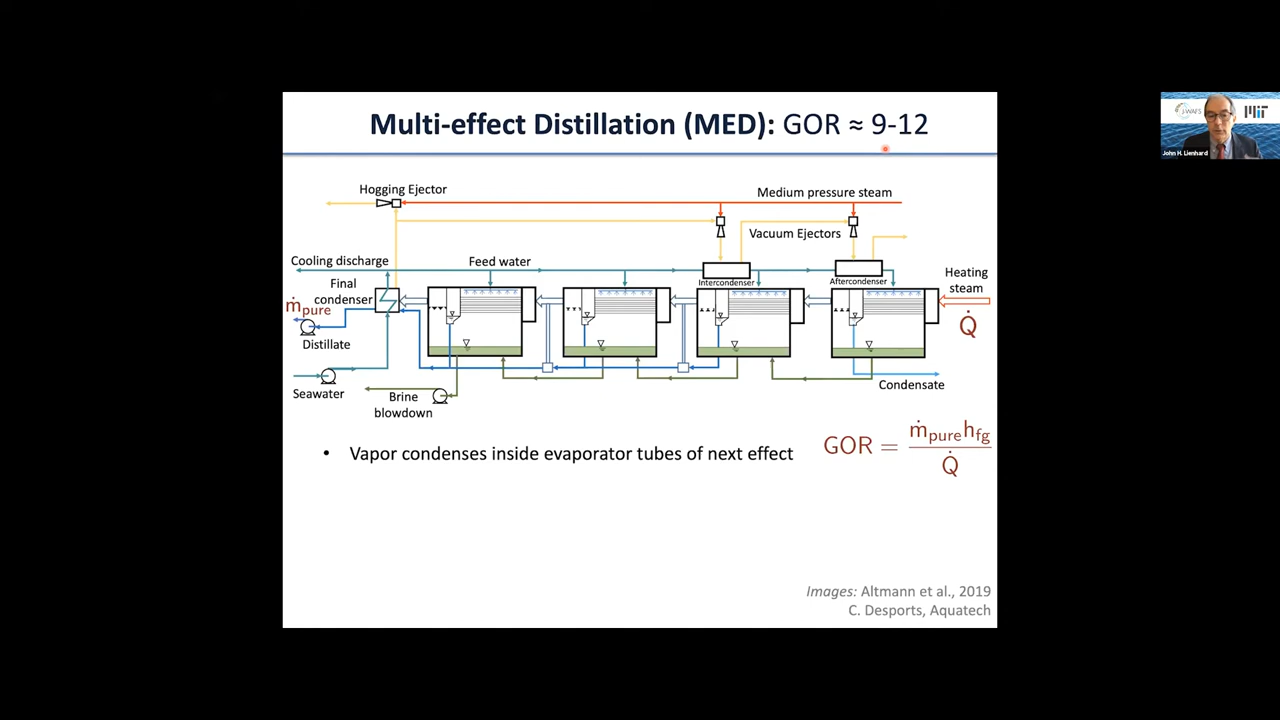 Multi-effect Distillation (MED): GOR ≈ 9-12
Hogging Ejector
Medium pressure steam
Vacuum Ejectors
Cooling discharge
Feed water
Intercondenser
Aftercondenser
Heating
steam
Final
condenser
ṁpure
Q̇
Distillate
Seawater
Brine
blowdown
Condensate
• Vapor condenses inside evaporator tubes of next effect
GOR = ṁpure hfg / Q̇
Images: Altmann et al., 2019
C. Desports, Aquatech
J-WAFS
MIT
John H. Lienhard